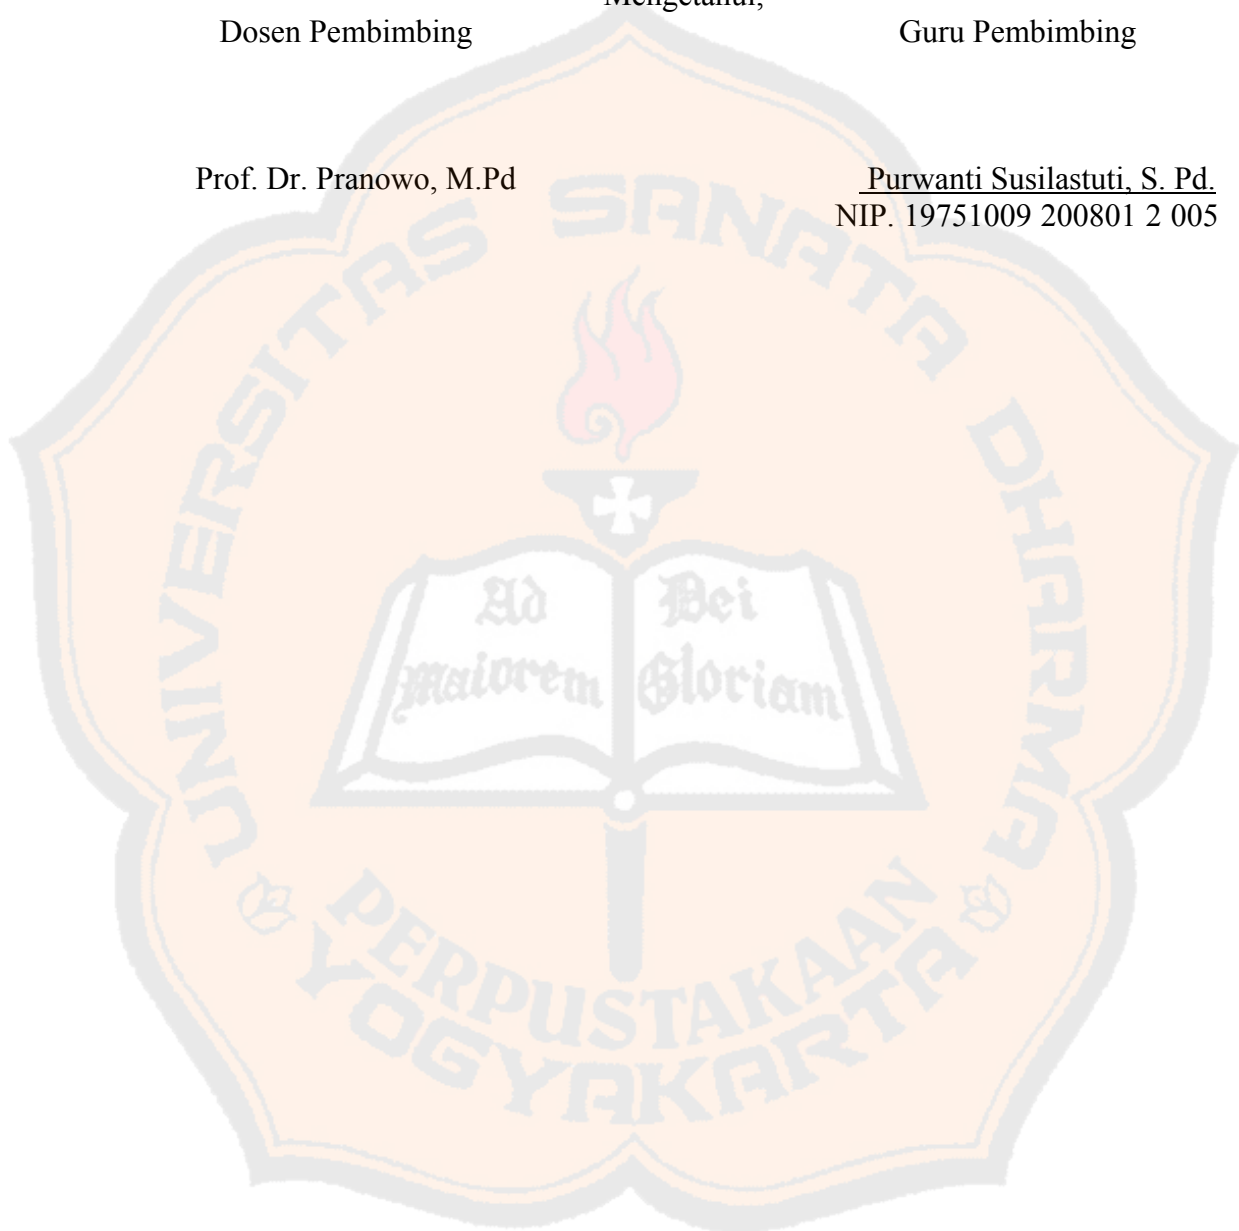 Mengetahui,
Dosen Pembimbing Guru Pembimbing
Prof. Dr. Pranowo, M.Pd Purwanti Susilastuti, S. Pd.
NIP. 19751009 200801 2 005
UNIVERSITAS SANATA DHARMA
Ad Dei
Maiorem Gloriam
PERPUSTAKAAN
YOGYAKARTA